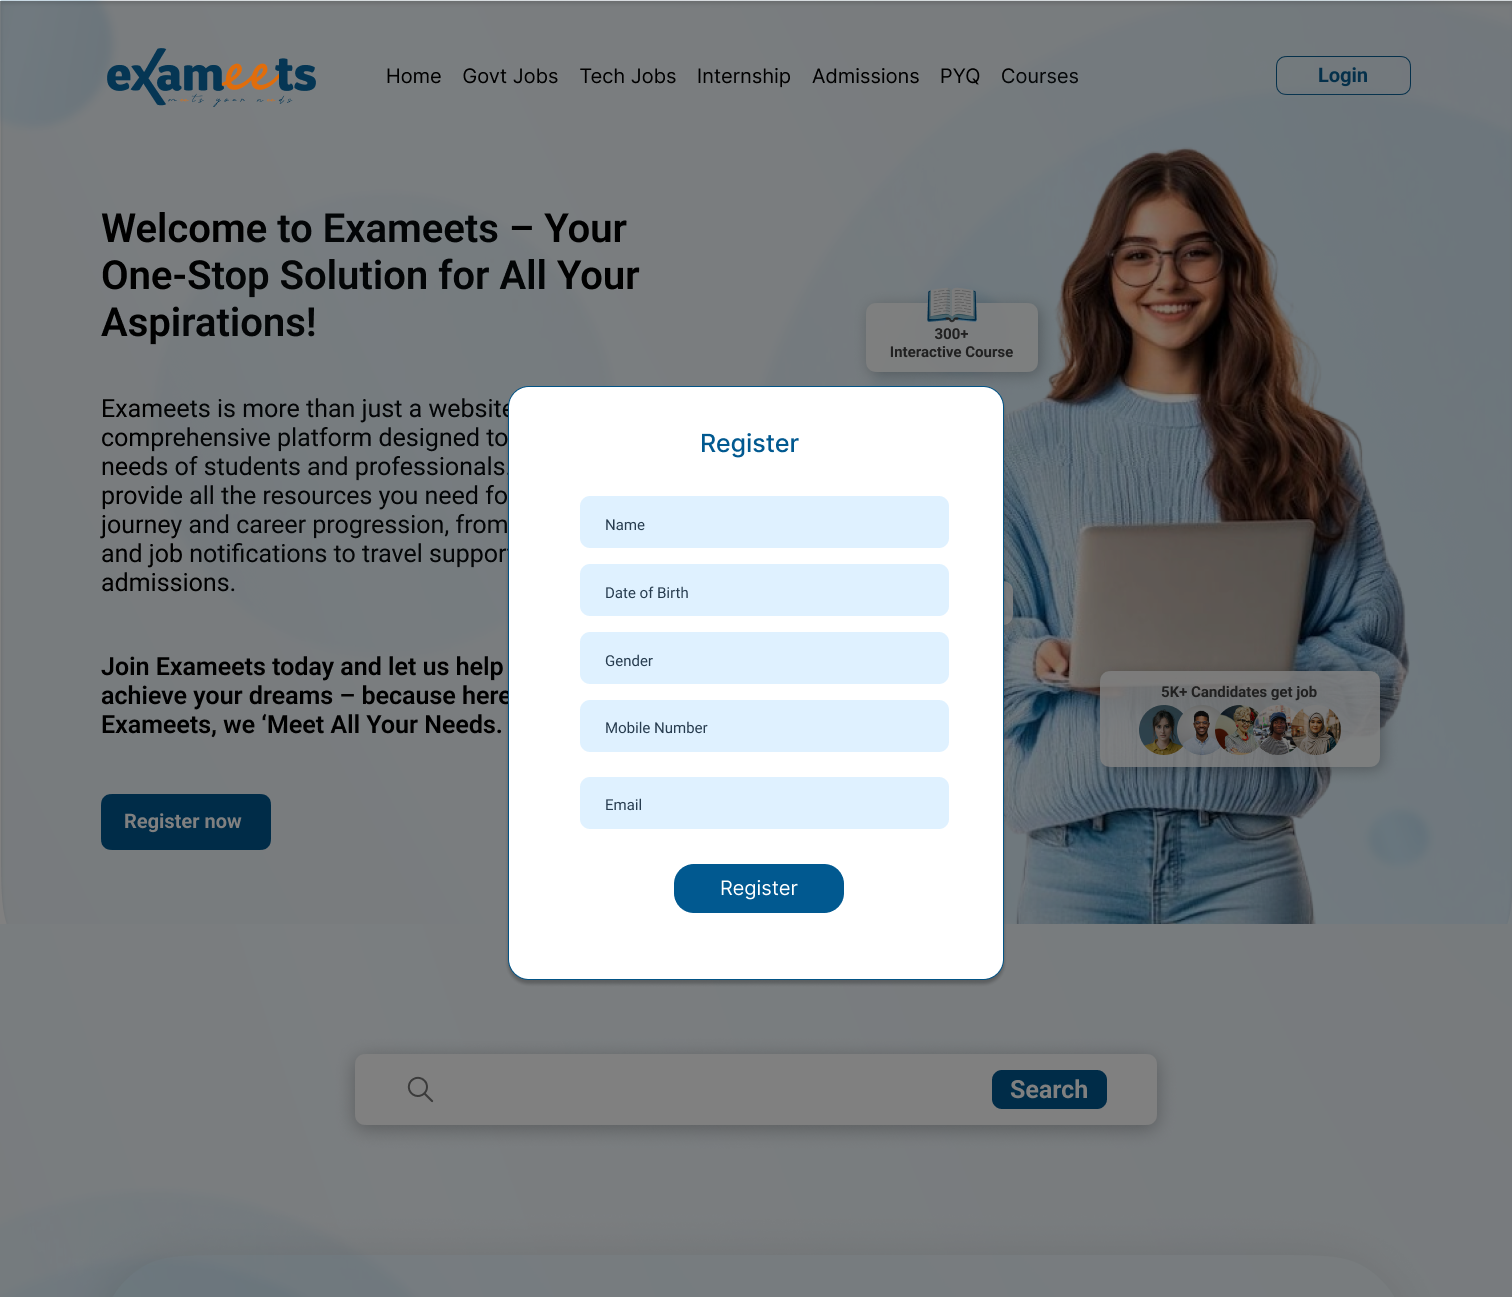 exameets
Home Govt Jobs Tech Jobs Internship Admissions PYQ Courses
Login
Welcome to Exameets – Your
One-Stop Solution for All Your
Aspirations!
300+
Interactive Course
Exameets is more than just a website
comprehensive platform designed to
needs of students and professionals.
provide all the resources you need fo
journey and career progression, from
and job notifications to travel suppor
admissions.
Join Exameets today and let us help
achieve your dreams – because here
Exameets, we ‘Meet All Your Needs.
Register now
Register
Name
Date of Birth
Gender
Mobile Number
Email
Register
5K+ Candidates get job
Search